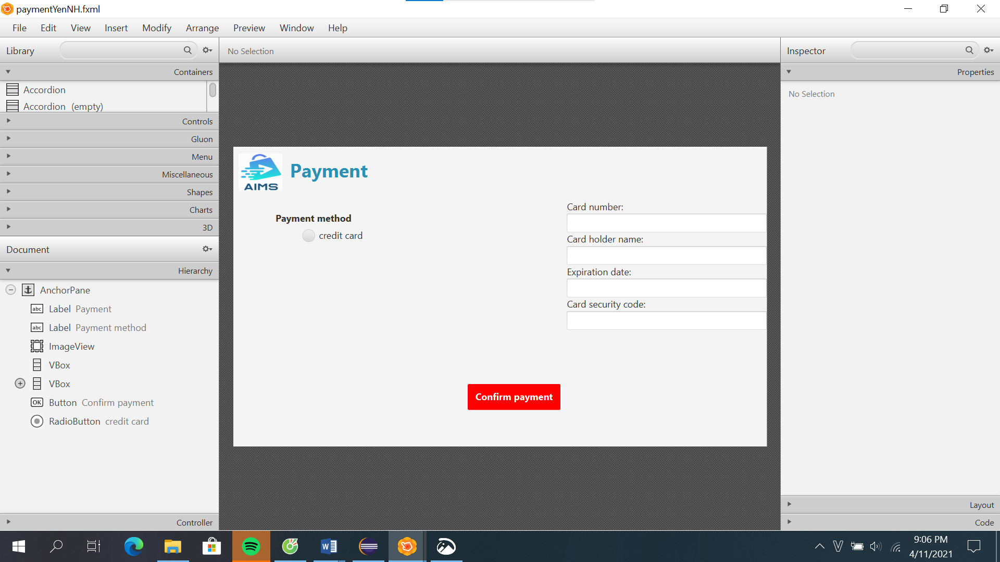 paymentYenNH.fxml
File Edit View Insert Modify Arrange Preview Window Help
Library
Containers
Accordion
Accordion (empty)
Controls
Gluon
Menu
Miscellaneous
Shapes
Charts
3D
Document
Hierarchy
AnchorPane
abc Label Payment
abc Label Payment method
ImageView
VBox
VBox
OK Button Confirm payment
RadioButton credit card
Controller
No Selection
AIMS
Payment
Payment method
credit card
Card number:
Card holder name:
Expiration date:
Card security code:
Confirm payment
Inspector
Properties
No Selection
Layout
Code
W
V
9:06 PM
4/11/2021